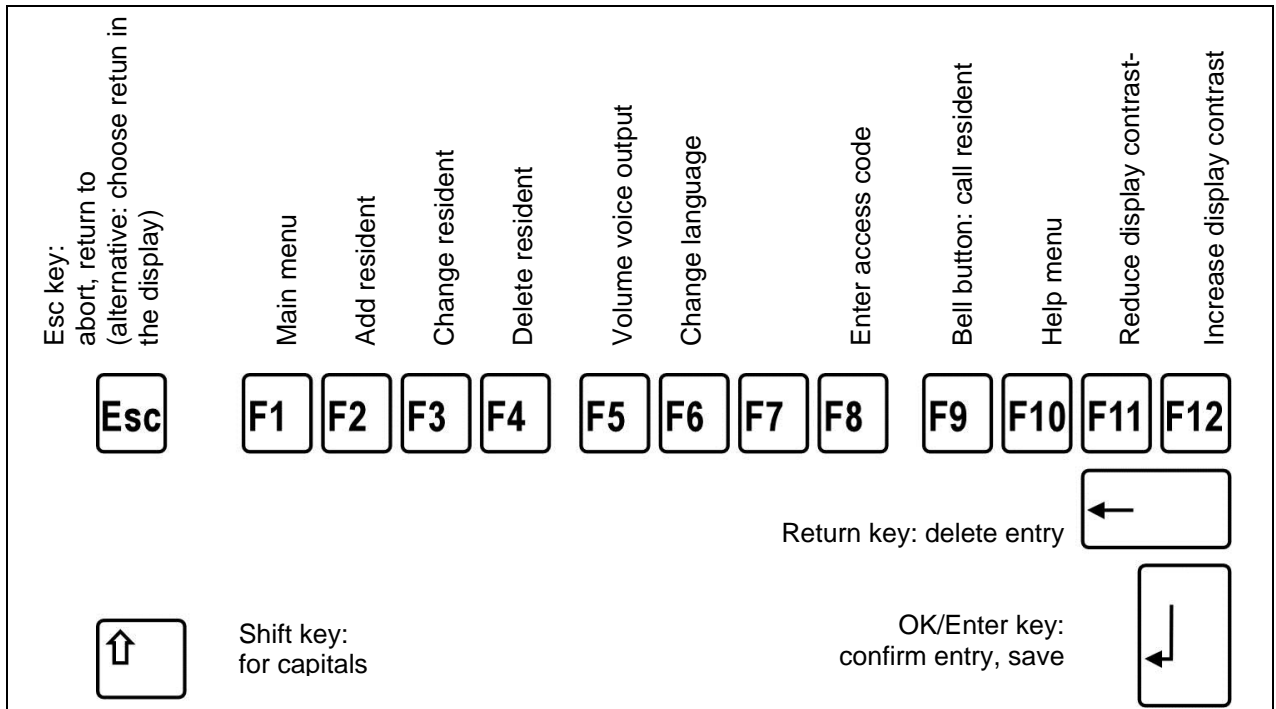 Esc key:
abort, return to
(alternative: choose retun in
the display)
Main menu
Add resident
Change resident
Delete resident
Volume voice output
Change language
Enter access code
Bell button: call resident
Help menu
Reduce display contrast-
Increase display contrast
Esc
F1
F2
F3
F4
F5
F6
F7
F8
F9
F10
F11
F12
Return key: delete entry
Shift key:
for capitals
OK/Enter key:
confirm entry, save